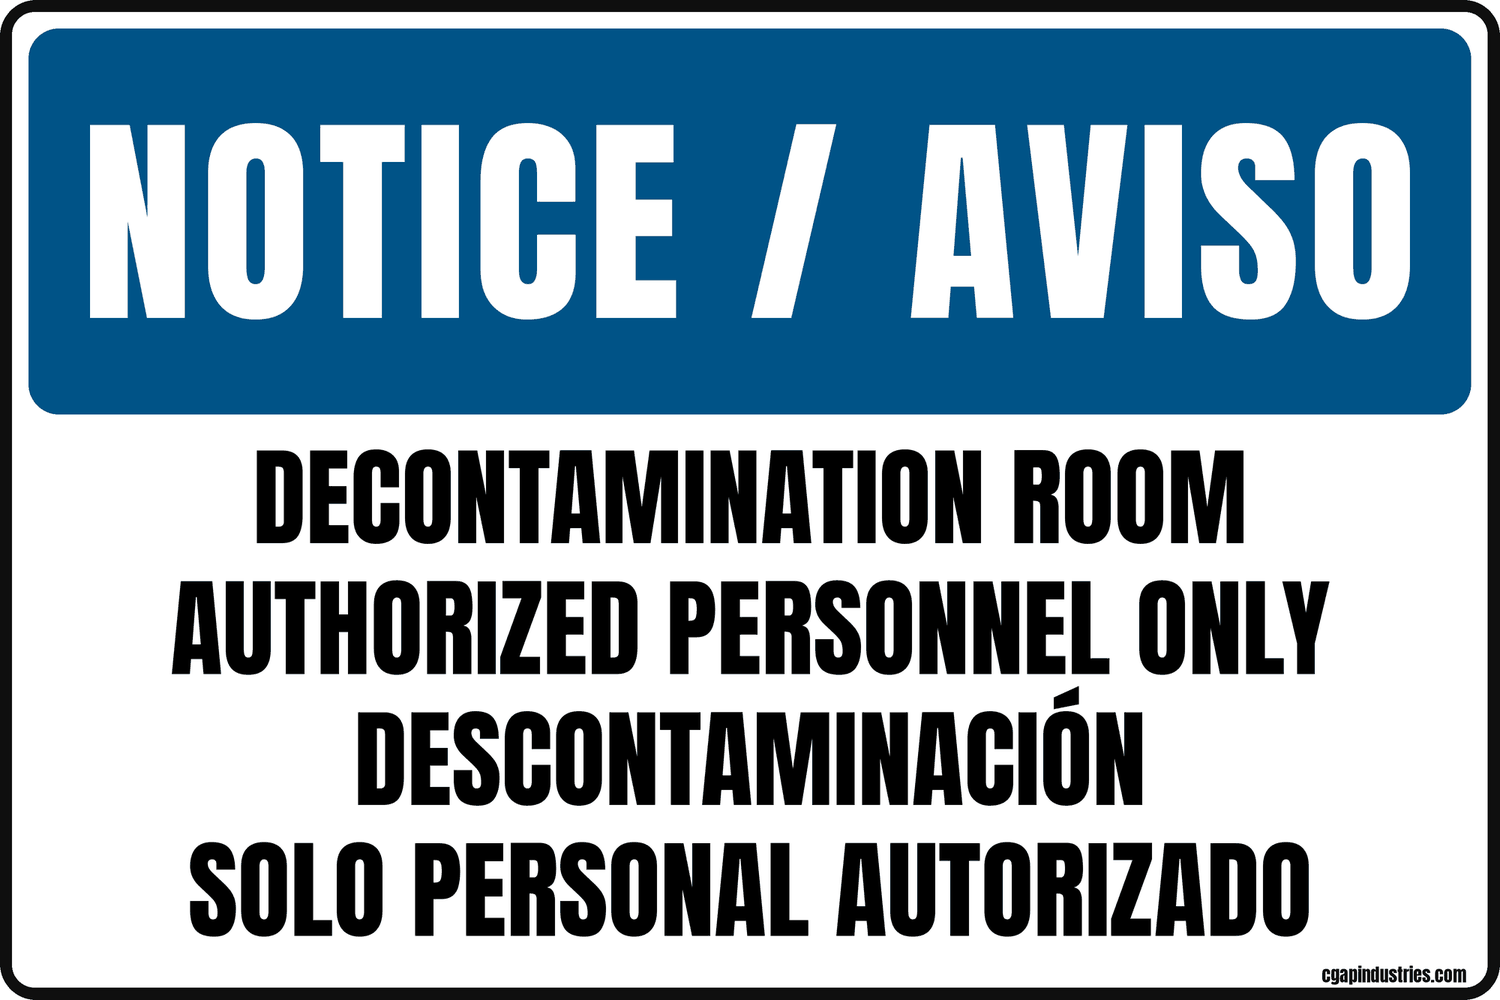 NOTICE / AVISO
DECONTAMINATION ROOM
AUTHORIZED PERSONNEL ONLY
DESCONTAMINACIÓN
SOLO PERSONAL AUTORIZADO
cgapindustries.com